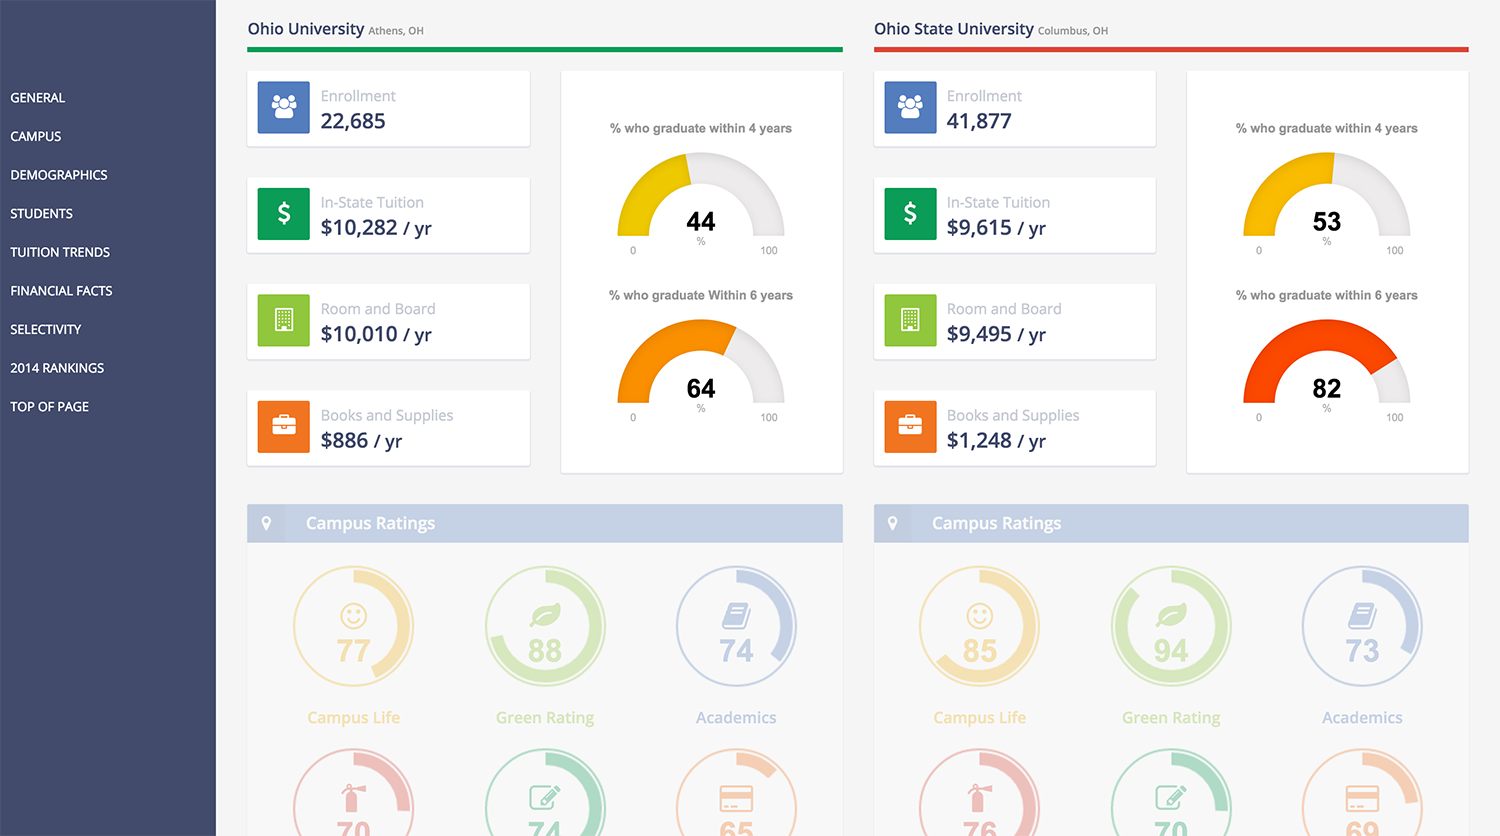 GENERAL
CAMPUS
DEMOGRAPHICS
STUDENTS
TUITION TRENDS
FINANCIAL FACTS
SELECTIVITY
2014 RANKINGS
TOP OF PAGE
Ohio University Athens, OH
Enrollment
22,685
In-State Tuition
$10,282 / yr
Room and Board
$10,010 / yr
Books and Supplies
$886 / yr
% who graduate within 4 years
44
%
0 100
% who graduate Within 6 years
64
%
0 100
Campus Ratings
77
Campus Life
88
Green Rating
74
Academics
70
74
65
Ohio State University Columbus, OH
Enrollment
41,877
In-State Tuition
$9,615 / yr
Room and Board
$9,495 / yr
Books and Supplies
$1,248 / yr
% who graduate within 4 years
53
%
0 100
% who graduate within 6 years
82
%
0 100
Campus Ratings
85
Campus Life
94
Green Rating
73
Academics
76
70
69